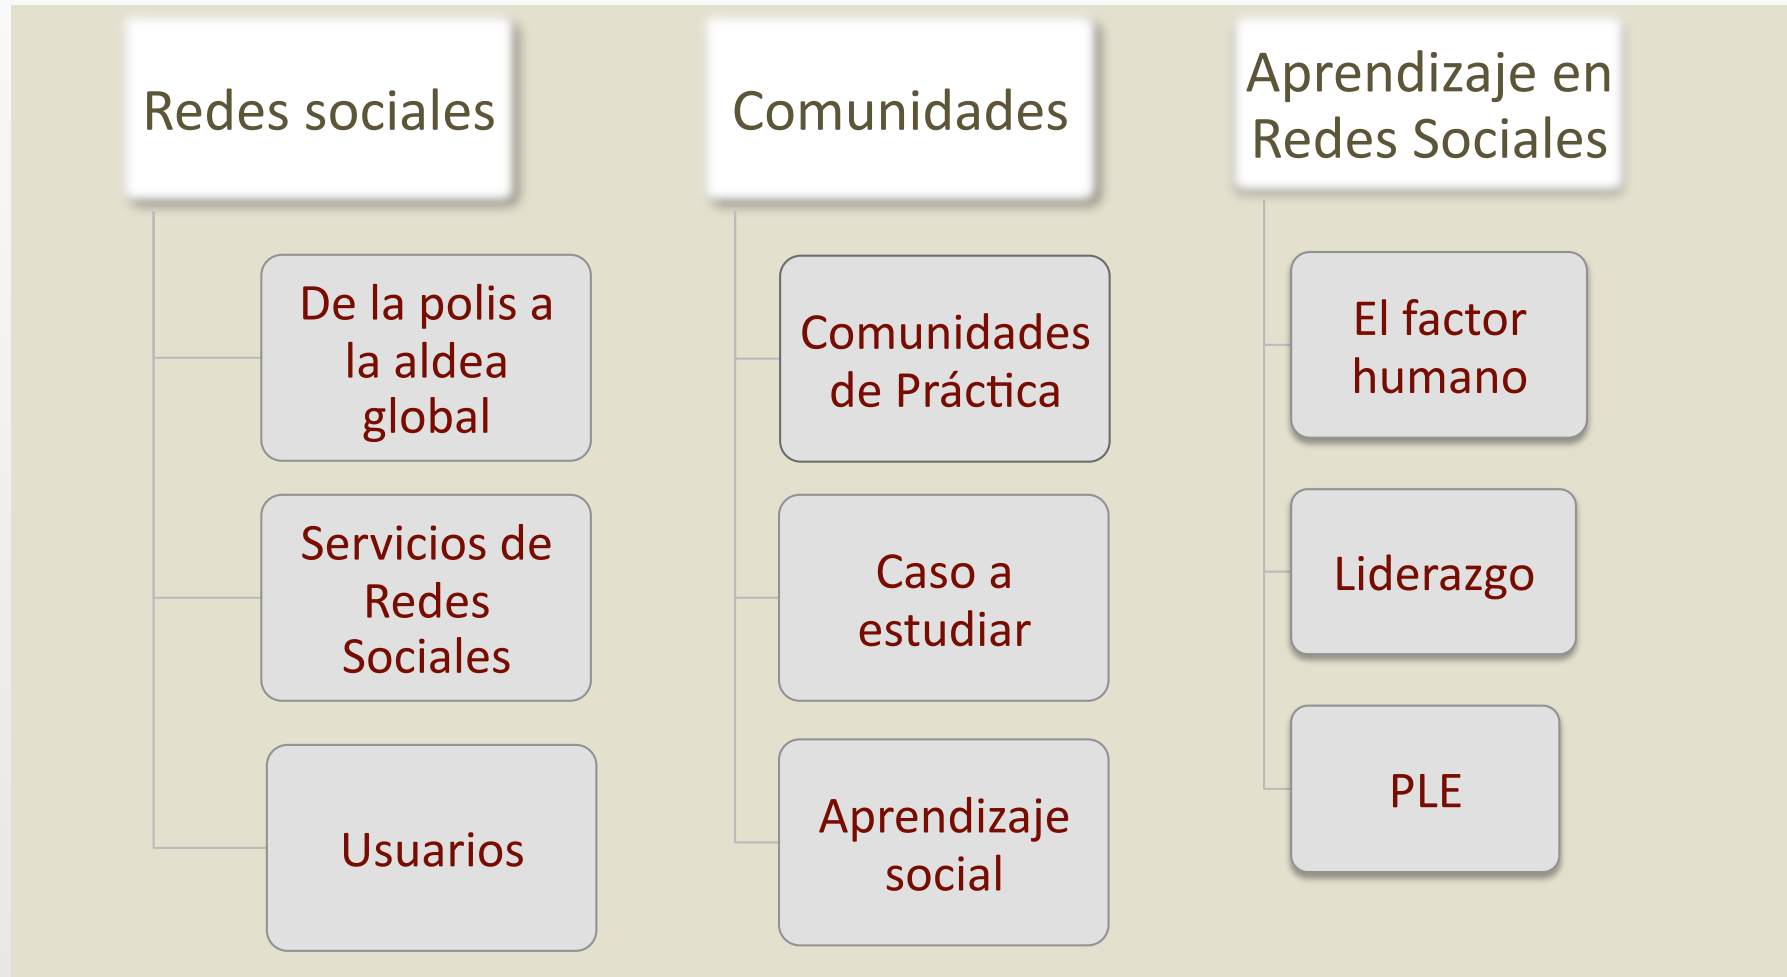 Redes sociales
De la polis a
la aldea
global
Servicios de
Redes
Sociales
Usuarios
Comunidades
Comunidades
de Práctica
Caso a
estudiar
Aprendizaje
social
Aprendizaje en
Redes Sociales
El factor
humano
Liderazgo
PLE